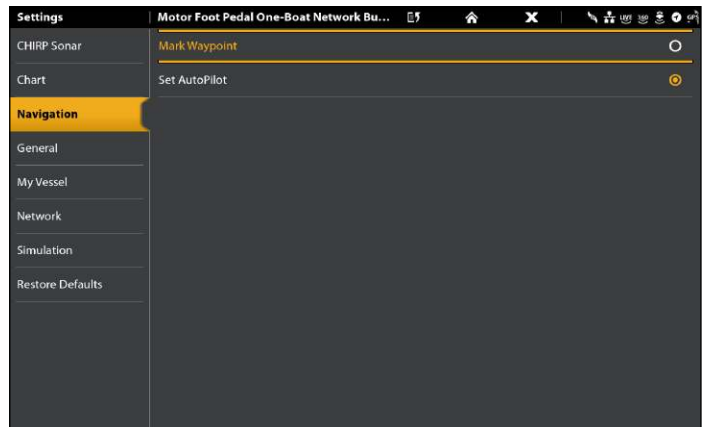 Settings
Motor Foot Pedal One-Boat Network Bu...
CHIRP Sonar
Mark Waypoint
Chart
Set AutoPilot
Navigation
General
My Vessel
Network
Simulation
Restore Defaults